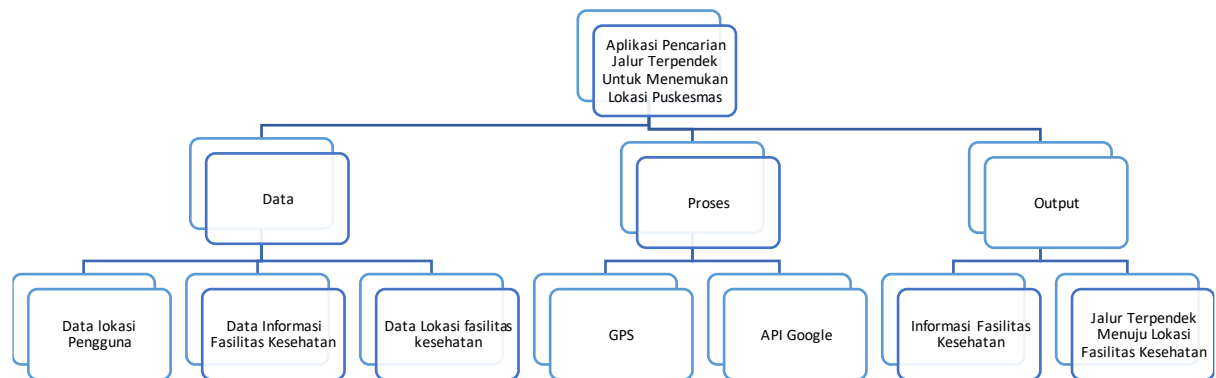 Aplikasi Pencarian
Jalur Terpendek
Untuk Menemukan
Lokasi Puskesmas
Data
Proses
Output
Data lokasi
Pengguna
Data Informasi
Fasilitas Kesehatan
Data Lokasi fasilitas
kesehatan
GPS
API Google
Informasi Fasilitas
Kesehatan
Jalur Terpendek
Menuju Lokasi
Fasilitas Kesehatan